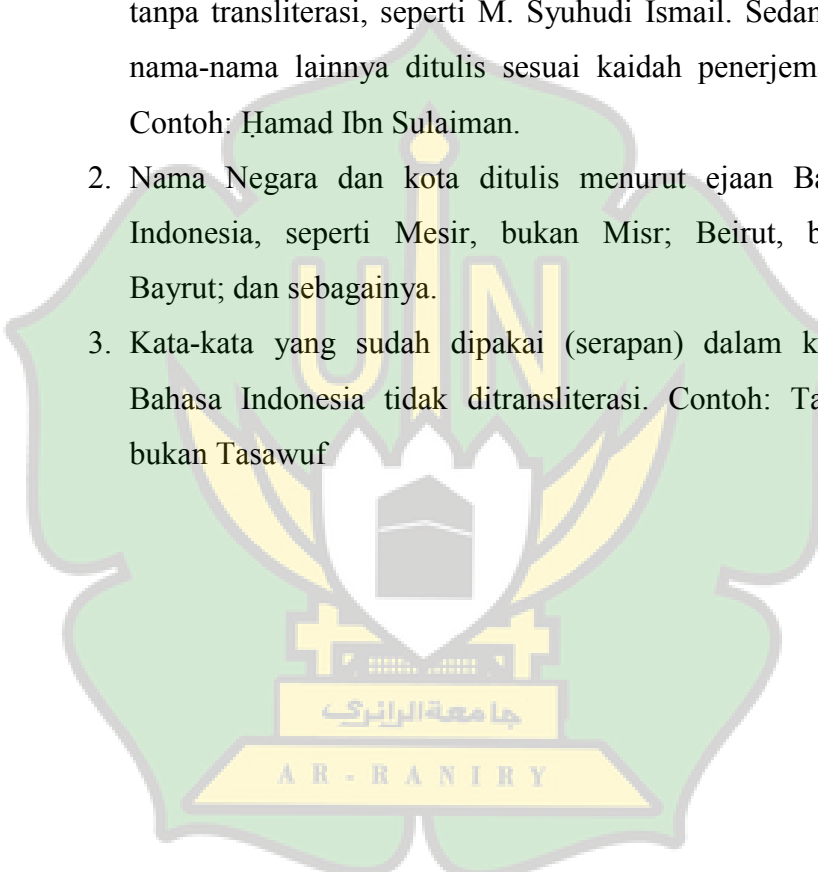 tanpa transliterasi, seperti M. Syuhudi Ismail. Sedan
nama-nama lainnya ditulis sesuai kaidah penerjem
Contoh: Ḥamad Ibn Sulaiman.
2. Nama Negara dan kota ditulis menurut ejaan Ba
Indonesia, seperti Mesir, bukan Misr; Beirut, b
Bayrut; dan sebagainya.
3. Kata-kata yang sudah dipakai (serapan) dalam k
Bahasa Indonesia tidak ditransliterasi. Contoh: Ta
bukan Tasawuf
UIN
جامعةالرانري
AR-RANIRY